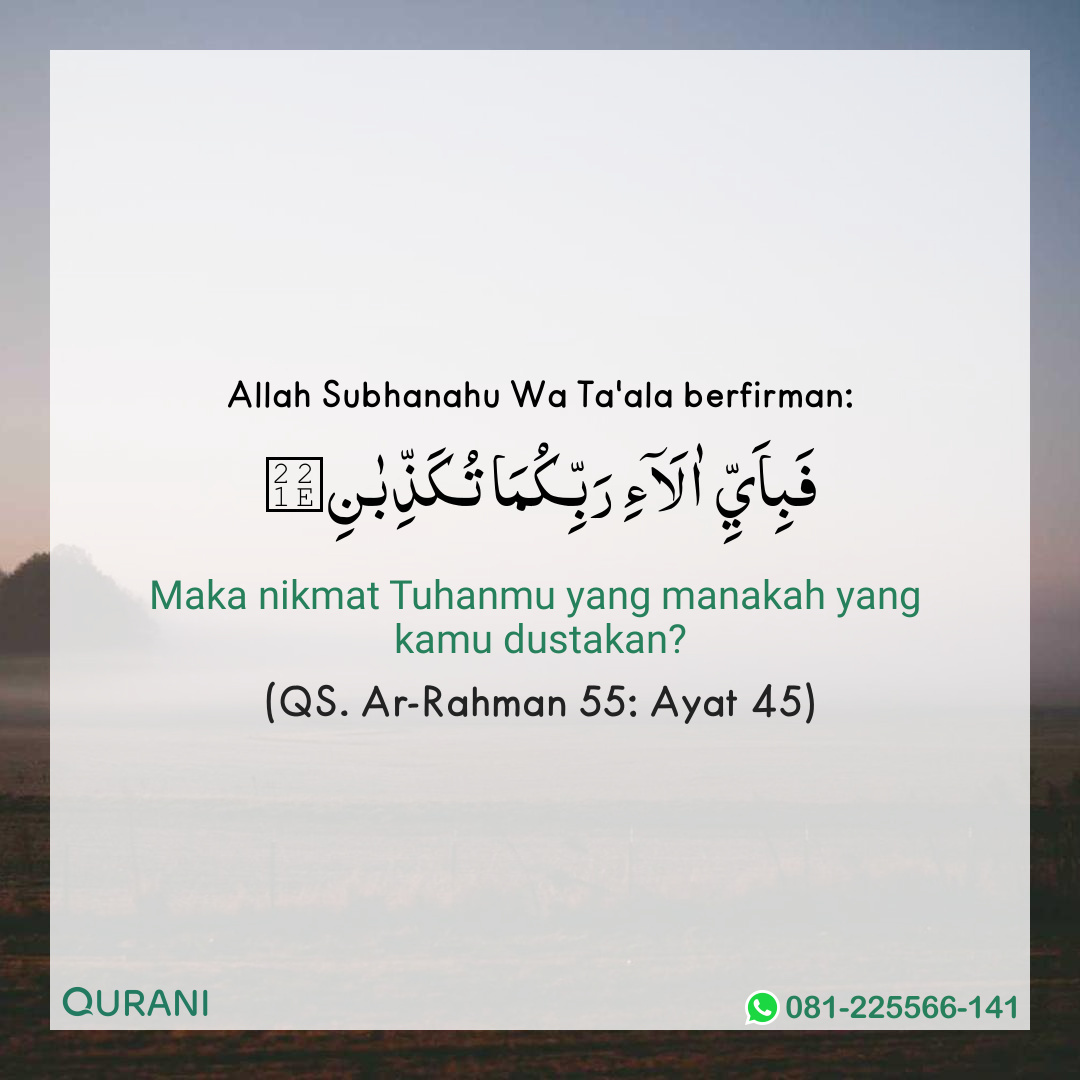 Allah Subhanahu Wa Ta'ala berfirman:
فَبِاَيِّ اٰلَآءِ رَبِّكُمَا تُكَذِّبٰنِ
Maka nikmat Tuhanmu yang manakah yang
kamu dustakan?
(QS. Ar-Rahman 55: Ayat 45)
QURANI
081-225566-141